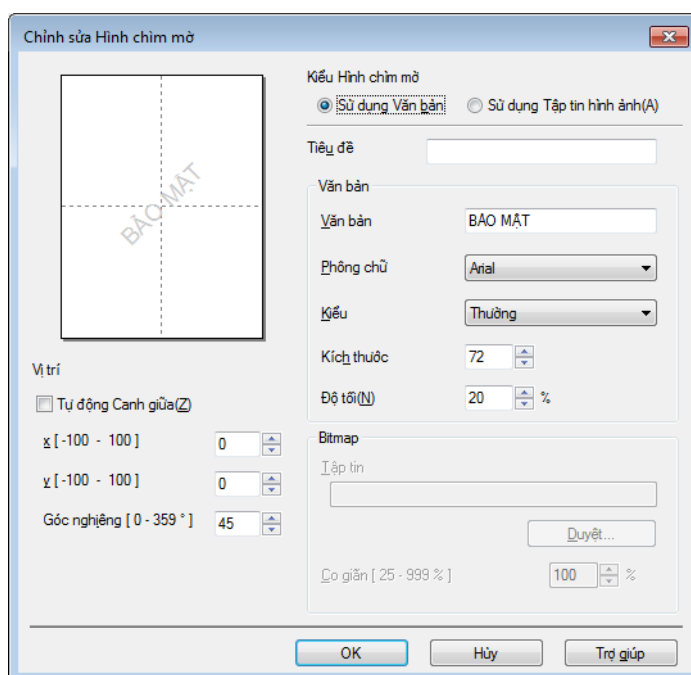 Chỉnh sửa Hình chìm mờ
BẢO MẬT
Kiểu Hình chìm mờ
Sử dụng Văn bản
Sử dụng Tập tin hình ảnh(A)
Tiêu đề
Văn bản
Văn bản
BẢO MẬT
Phông chữ
Arial
Kiểu
Thường
Kích thước
72
Độ tối(N)
20 %
Vị trí
Tự động Canh giữa(Z)
x [ -100 - 100 ]
0
y [ -100 - 100 ]
0
Góc nghiêng [ 0 - 359 ° ]
45
Bitmap
Tập tin
Duyệt...
Co giãn [ 25 - 999 % ]
100 %
OK
Hủy
Trợ giúp